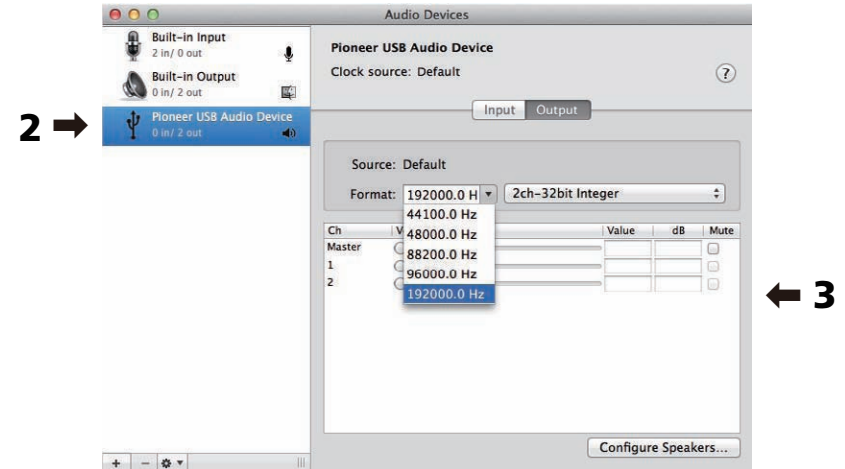 Audio Devices
Built-in Input
2 in/ 0 out
Built-in Output
0 in/ 2 out
2
Pioneer USB Audio Device
0 in/ 2 out
Pioneer USB Audio Device
Clock source: Default
?
Input Output
Source: Default
Format: 192000.0 H 2ch-32bit Integer
44100.0 Hz
48000.0 Hz
88200.0 Hz
96000.0 Hz
192000.0 Hz
Ch V Value dB Mute
Master
1
2
3
Configure Speakers...
+ −